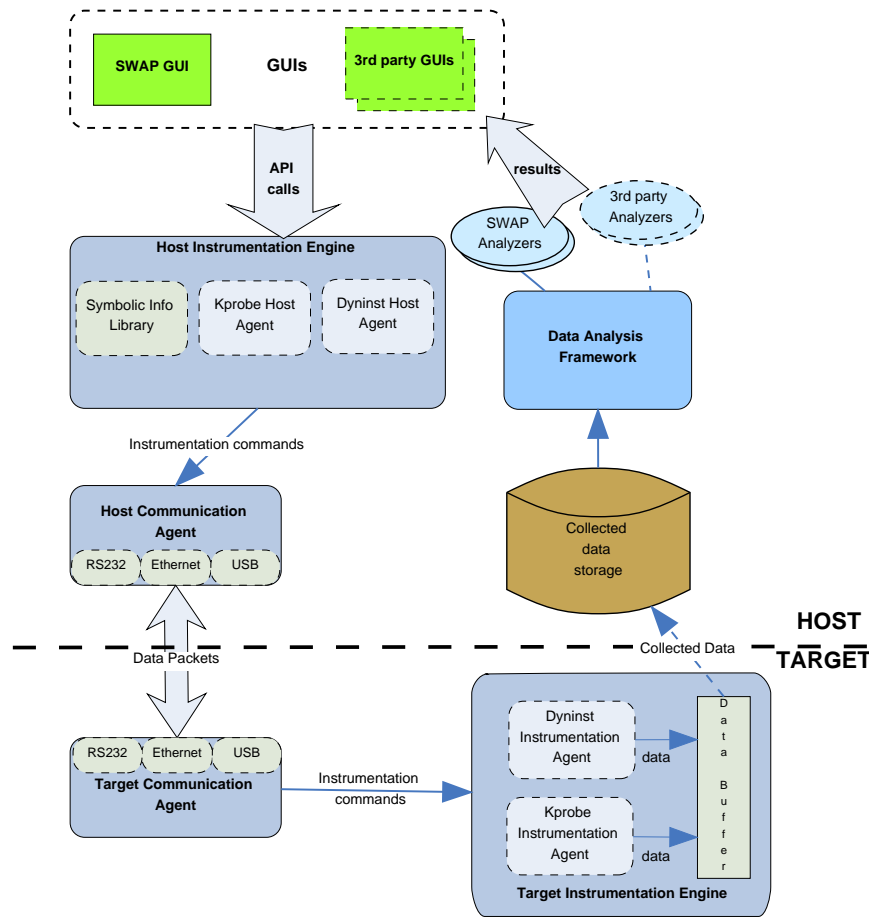 SWAP GUI
GUIs
3rd party GUIs
API
calls
results
3rd party
Analyzers
SWAP
Analyzers
Host Instrumentation Engine
Symbolic Info
Library
Kprobe Host
Agent
Dyninst Host
Agent
Data Analysis
Framework
Instrumentation commands
Host Communication
Agent
RS232
Ethernet
USB
Collected
data
storage
HOST
Data Packets
Collected Data
TARGET
RS232
Ethernet
USB
Target Communication
Agent
Instrumentation
commands
Dyninst
Instrumentation
Agent
data
Kprobe
Instrumentation
Agent
data
Data Buffer
Target Instrumentation Engine